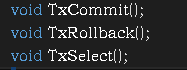 void TxCommit();
void TxRollback();
void TxSelect();